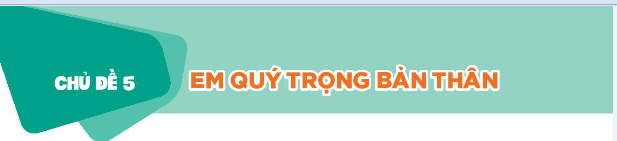 CHỦ ĐỀ 5
EM QUÝ TRỌNG BẢN THÂN